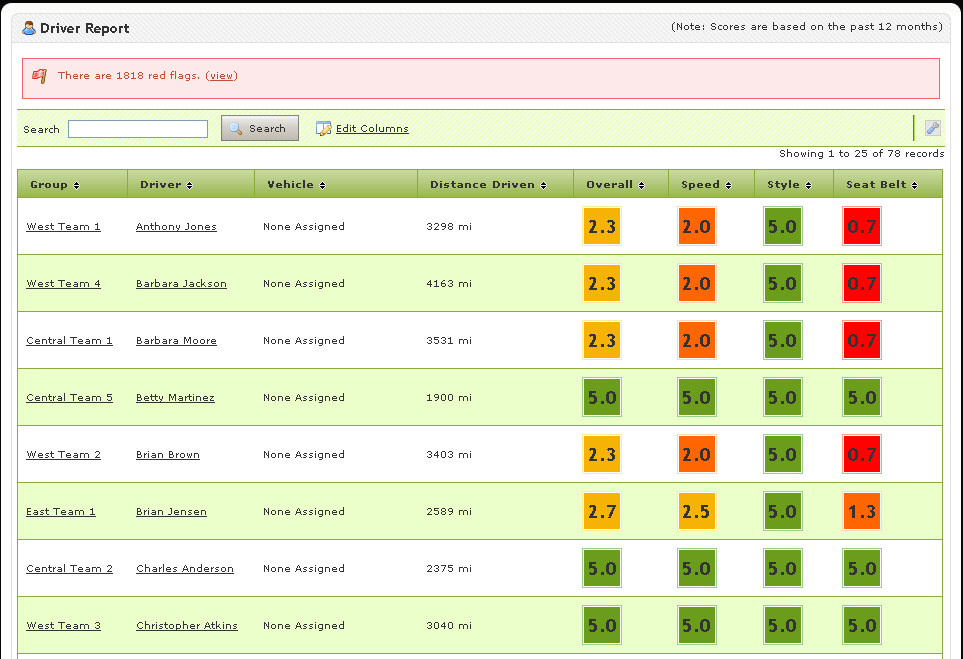 Driver Report (Note: Scores are based on the past 12 months)
There are 1818 red flags. (view)
Search Search Edit Columns
Showing 1 to 25 of 78 records
Group Driver Vehicle Distance Driven Overall Speed Style Seat Belt
West Team 1 Anthony Jones None Assigned 3298 mi 2.3 2.0 5.0 0.7
West Team 4 Barbara Jackson None Assigned 4163 mi 2.3 2.0 5.0 0.7
Central Team 1 Barbara Moore None Assigned 3531 mi 2.3 2.0 5.0 0.7
Central Team 5 Betty Martinez None Assigned 1900 mi 5.0 5.0 5.0 5.0
West Team 2 Brian Brown None Assigned 3403 mi 2.3 2.0 5.0 0.7
East Team 1 Brian Jensen None Assigned 2589 mi 2.7 2.5 5.0 1.3
Central Team 2 Charles Anderson None Assigned 2375 mi 5.0 5.0 5.0 5.0
West Team 3 Christopher Atkins None Assigned 3040 mi 5.0 5.0 5.0 5.0